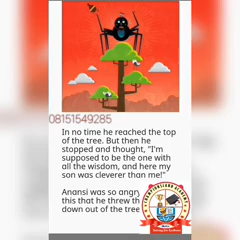 08151549285
In no time he reached the top
of the tree. But then he
stopped and thought, "I'm
supposed to be the one with
all the wisdom, and here my
son was cleverer than me!"
Anansi was so angry
this that he threw th
down out of the tree